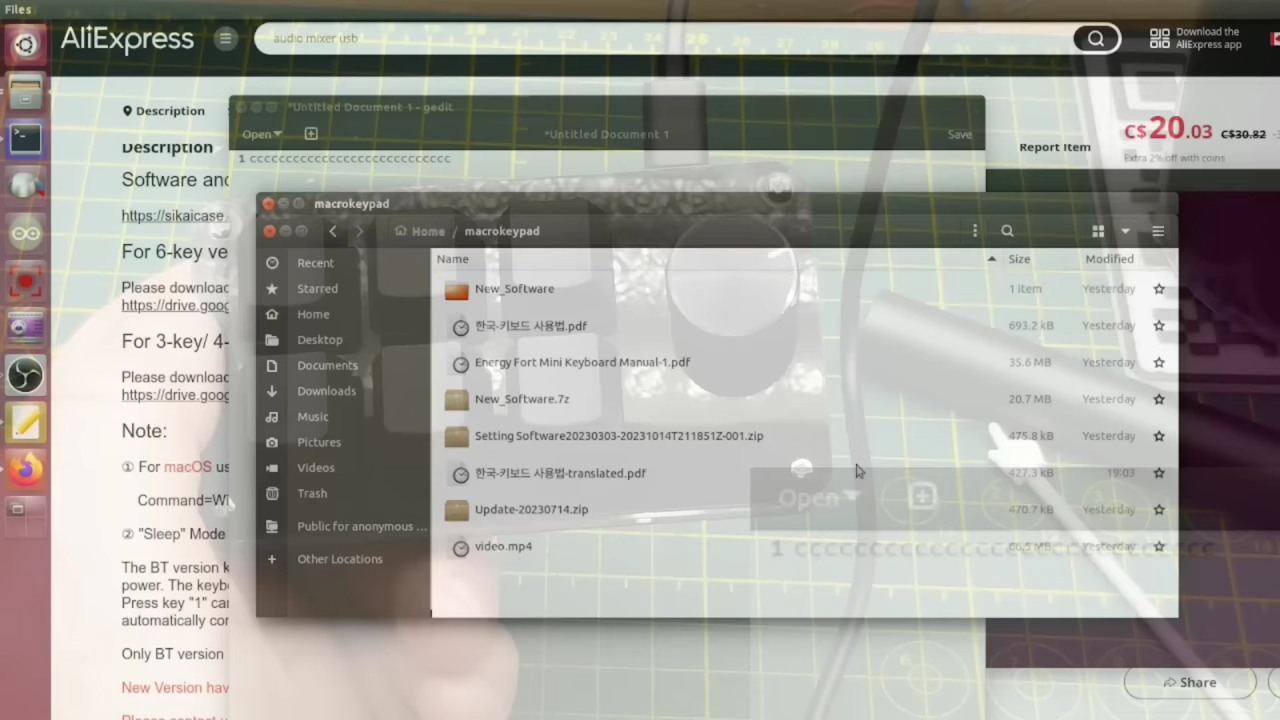 Files
AliExpress
audio mixer usb
Download the
AliExpress app
Description
*Untitled Document 1 - gedit
Open
*Untitled Document 1
Save
1 cccccccccccccccccccccccccccc
Description
Software and
https://sikaicase.
For 6-key ve
Please download
https://drive.goog
For 3-key/ 4-
Please download
https://drive.goog
Note:
① For macOS us
Command=Wi
② "Sleep" Mode
The BT version k
power. The keyb
Press key "1" car
automatically cor
Only BT version
New Version hav
Report Item
C$20.03 C$30.82
Extra 2% off with coins
macrokeypad
Home / macrokeypad
Recent
Starred
Home
Desktop
Documents
Downloads
Music
Pictures
Videos
Trash
Public for anonymous ...
Other Locations
Name Size Modified
New_Software 1 item Yesterday
한국-키보드 사용법.pdf 693.2 kB Yesterday
Energy Fort Mini Keyboard Manual-1.pdf 35.6 MB Yesterday
New_Software.7z 20.7 MB Yesterday
Setting Software20230303-20231014T211851Z-001.zip 475.8 kB Yesterday
한국-키보드 사용법-translated.pdf 427.3 kB 19:03
Update-20230714.zip 470.7 kB Yesterday
video.mp4 66.5 MB Yesterday
Open
Share